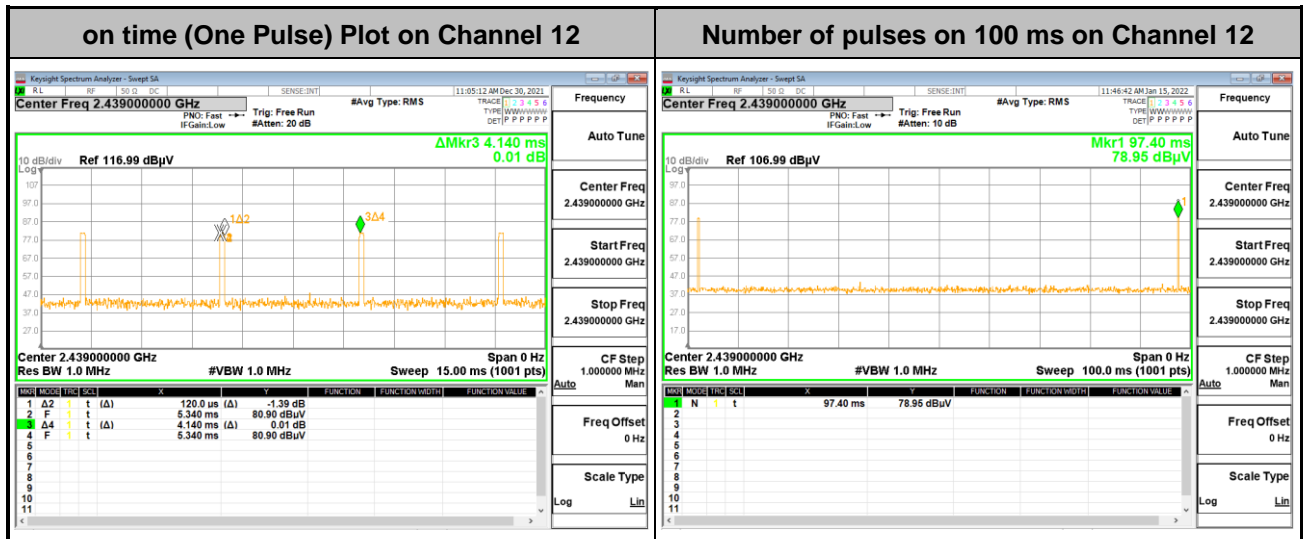 on time (One Pulse) Plot on Channel 12
Keysight Spectrum Analyzer - Swept SA
RL RF 50 Ω DC SENSE:INT 11:05:12 AM Dec 30, 2021
Center Freq 2.439000000 GHz #Avg Type: RMS TRACE 1 2 3 4 5 6
PNO: Fast Trig: Free Run TYPE WWWWWW
IFGain:Low #Atten: 20 dB DET P P P P P P
ΔMkr3 4.140 ms
0.01 dB
10 dB/div Ref 116.99 dBµV
Log
107
97.0
87.0
77.0
67.0
57.0
47.0
37.0
27.0
1Δ2
3Δ4
Center 2.439000000 GHz Span 0 Hz
Res BW 1.0 MHz #VBW 1.0 MHz Sweep 15.00 ms (1001 pts)
MKR MODE TRC SCL X Y FUNCTION FUNCTION WIDTH FUNCTION VALUE
1 Δ2 1 t (Δ) 120.0 µs (Δ) -1.39 dB
2 F 1 t 5.340 ms 80.90 dBµV
3 Δ4 1 t (Δ) 4.140 ms (Δ) 0.01 dB
4 F 1 t 5.340 ms 80.90 dBµV
5
6
7
8
9
10
11
Frequency
Auto Tune
Center Freq
2.439000000 GHz
Start Freq
2.439000000 GHz
Stop Freq
2.439000000 GHz
CF Step
1.000000 MHz
Auto Man
Freq Offset
0 Hz
Scale Type
Log Lin
Number of pulses on 100 ms on Channel 12
Keysight Spectrum Analyzer - Swept SA
RL RF 50 Ω DC SENSE:INT 11:46:42 AM Jan 15, 2022
Center Freq 2.439000000 GHz #Avg Type: RMS TRACE 1 2 3 4 5 6
PNO: Fast Trig: Free Run TYPE WWWWWW
IFGain:Low #Atten: 10 dB DET P P P P P P
Mkr1 97.40 ms
78.95 dBµV
10 dB/div Ref 106.99 dBµV
Log
97.0
87.0
77.0
67.0
57.0
47.0
37.0
27.0
17.0
1
Center 2.439000000 GHz Span 0 Hz
Res BW 1.0 MHz #VBW 1.0 MHz Sweep 100.0 ms (1001 pts)
MKR MODE TRC SCL X Y FUNCTION FUNCTION WIDTH FUNCTION VALUE
1 N 1 t 97.40 ms 78.95 dBµV
2
3
4
5
6
7
8
9
10
11
Frequency
Auto Tune
Center Freq
2.439000000 GHz
Start Freq
2.439000000 GHz
Stop Freq
2.439000000 GHz
CF Step
1.000000 MHz
Auto Man
Freq Offset
0 Hz
Scale Type
Log Lin